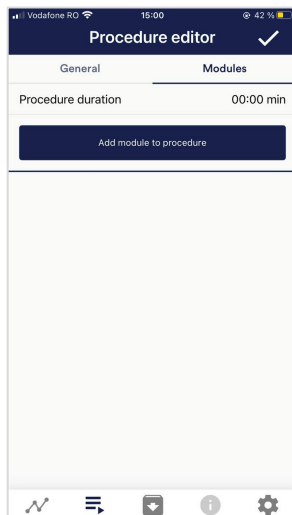 Vodafone RO 15:00 42 %
Procedure editor
General Modules
Procedure duration 00:00 min
Add module to procedure